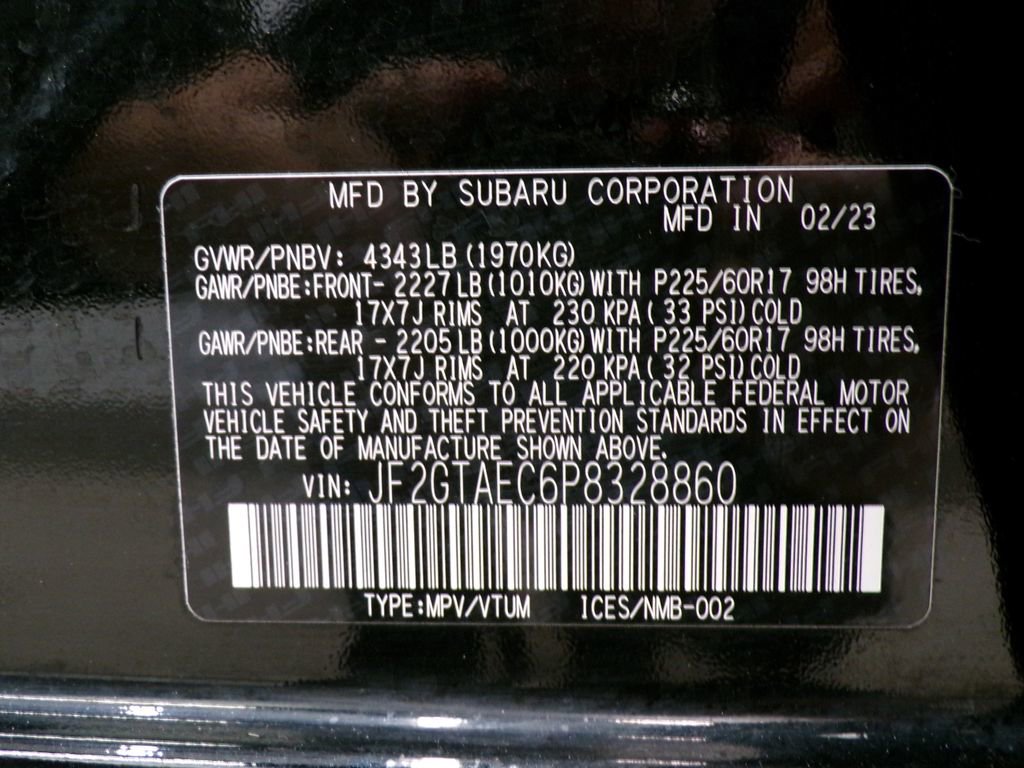 MFD BY SUBARU CORPORATION
MFD IN 02/23
GVWR/PNBV: 4343LB (1970KG)
GAWR/PNBE:FRONT- 2227LB (1010KG) WITH P225/60R17 98H TIRES,
17X7J RIMS AT 230 KPA ( 33 PSI) COLD
GAWR/PNBE:REAR - 2205LB (1000KG) WITH P225/60R17 98H TIRES,
17X7J RIMS AT 220 KPA ( 32 PSI) COLD
THIS VEHICLE CONFORMS TO ALL APPLICABLE FEDERAL MOTOR
VEHICLE SAFETY AND THEFT PREVENTION STANDARDS IN EFFECT ON
THE DATE OF MANUFACTURE SHOWN ABOVE.
VIN: JF2GTAEC6P8328860
TYPE:MPV/VTUM ICES/NMB-002